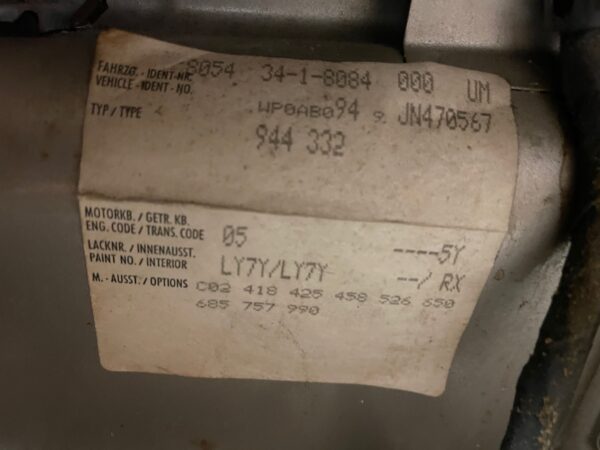 8054 34-1-8084 000 UM
FAHRZG.-IDENT-NR.
VEHICLE-IDENT-NO. WP0AB094 9 JN470567
TYP / TYPE 944 332
MOTORKB. / GETR. KB.
ENG. CODE / TRANS. CODE 05 ----5Y
LACKNR. / INNENAUSST.
PAINT NO. / INTERIOR LY7Y/LY7Y --/ RX
M. - AUSST. / OPTIONS C02 418 425 458 526 650
685 757 990